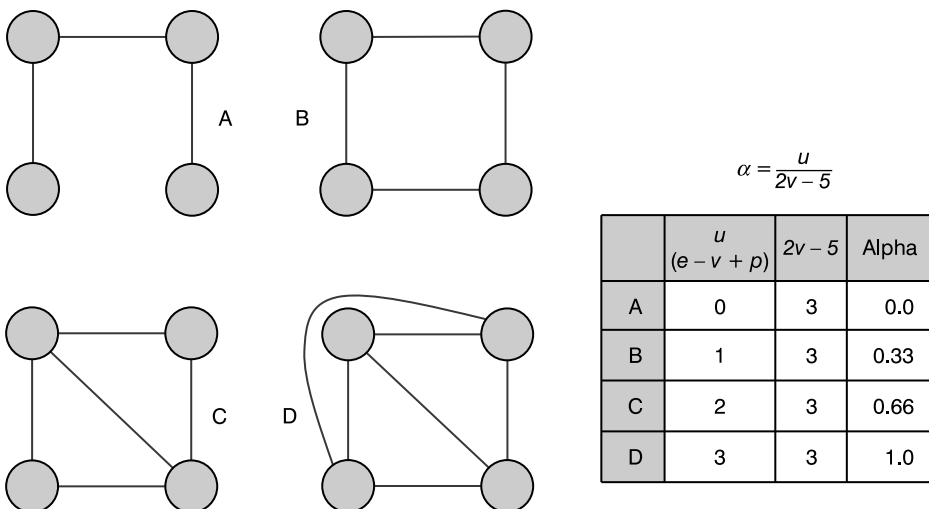 A
B
C
D
α = u / 2v – 5
u (e – v + p) 2v – 5 Alpha
A 0 3 0.0
B 1 3 0.33
C 2 3 0.66
D 3 3 1.0